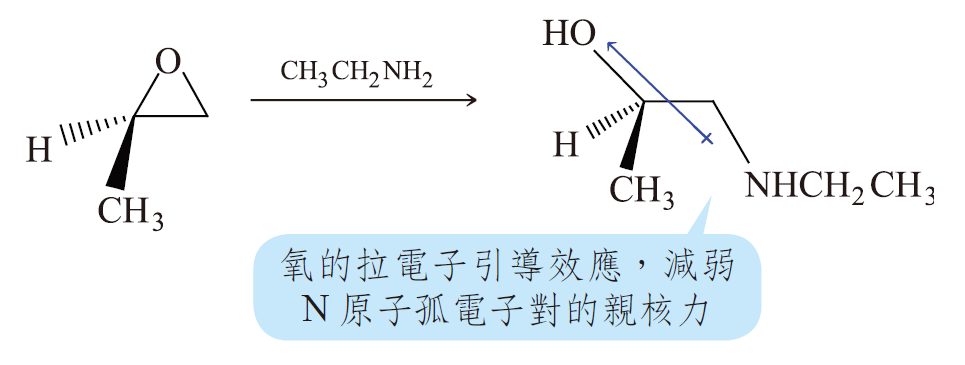 O
H
CH₃
CH₃CH₂NH₂
HO
H
CH₃
NHCH₂CH₃
氧的拉電子引導效應，減弱
N 原子孤電子對的親核力